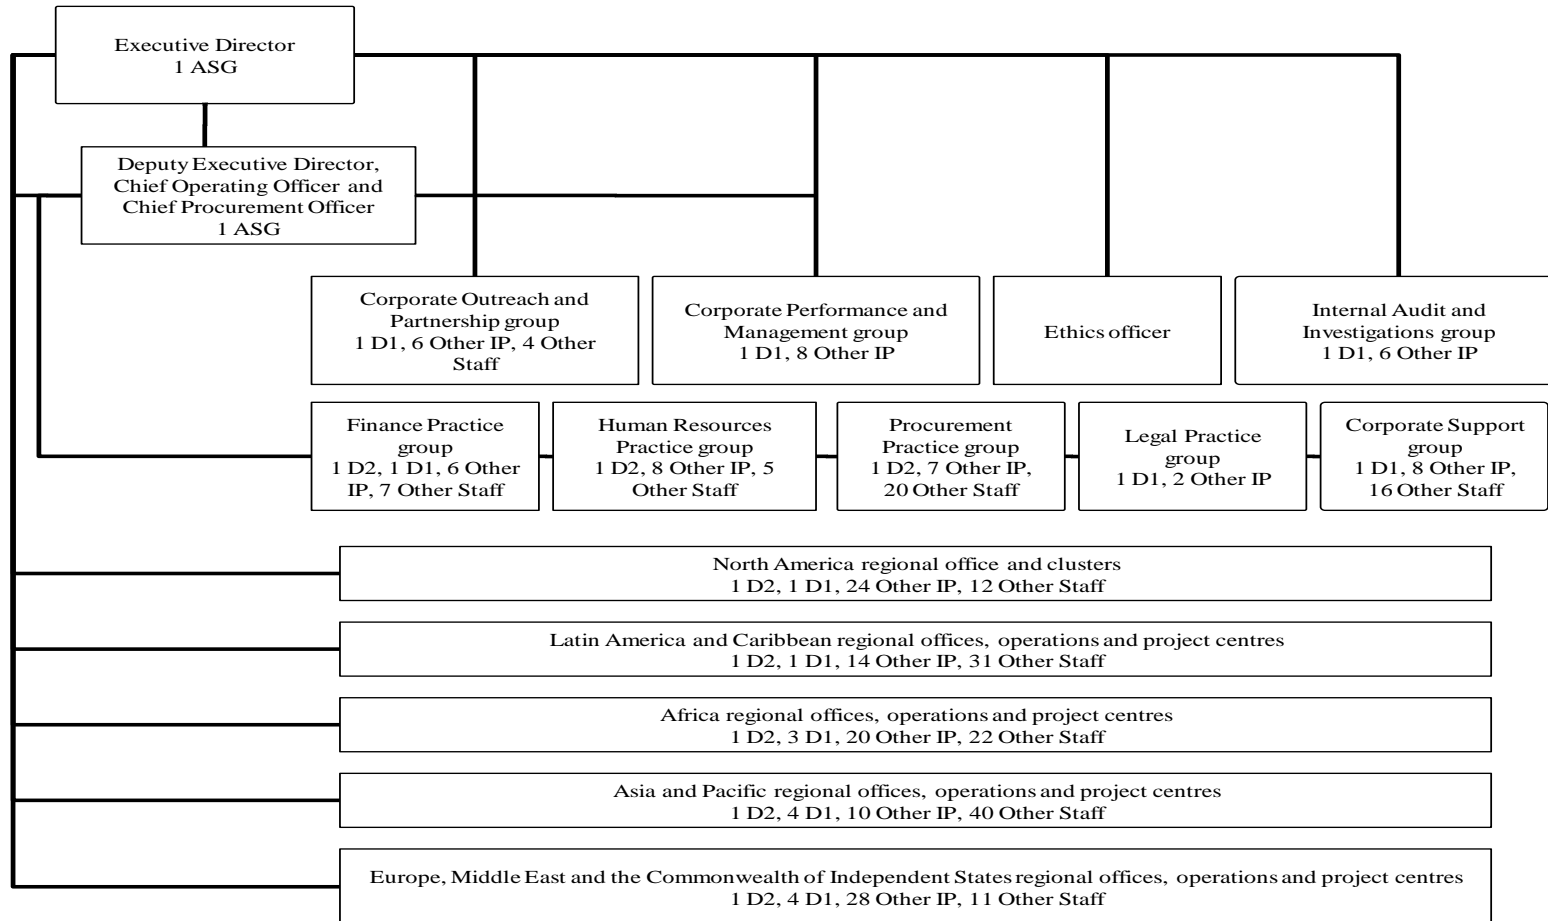 Executive Director
1 ASG
Deputy Executive Director,
Chief Operating Officer and
Chief Procurement Officer
1 ASG
Corporate Outreach and
Partnership group
1 D1, 6 Other IP, 4 Other
Staff
Corporate Performance and
Management group
1 D1, 8 Other IP
Ethics officer
Internal Audit and
Investigations group
1 D1, 6 Other IP
Finance Practice
group
1 D2, 1 D1, 6 Other
IP, 7 Other Staff
Human Resources
Practice group
1 D2, 8 Other IP, 5
Other Staff
Procurement
Practice group
1 D2, 7 Other IP,
20 Other Staff
Legal Practice
group
1 D1, 2 Other IP
Corporate Support
group
1 D1, 8 Other IP,
16 Other Staff
North America regional office and clusters
1 D2, 1 D1, 24 Other IP, 12 Other Staff
Latin America and Caribbean regional offices, operations and project centres
1 D2, 1 D1, 14 Other IP, 31 Other Staff
Africa regional offices, operations and project centres
1 D2, 3 D1, 20 Other IP, 22 Other Staff
Asia and Pacific regional offices, operations and project centres
1 D2, 4 D1, 10 Other IP, 40 Other Staff
Europe, Middle East and the Commonwealth of Independent States regional offices, operations and project centres
1 D2, 4 D1, 28 Other IP, 11 Other Staff